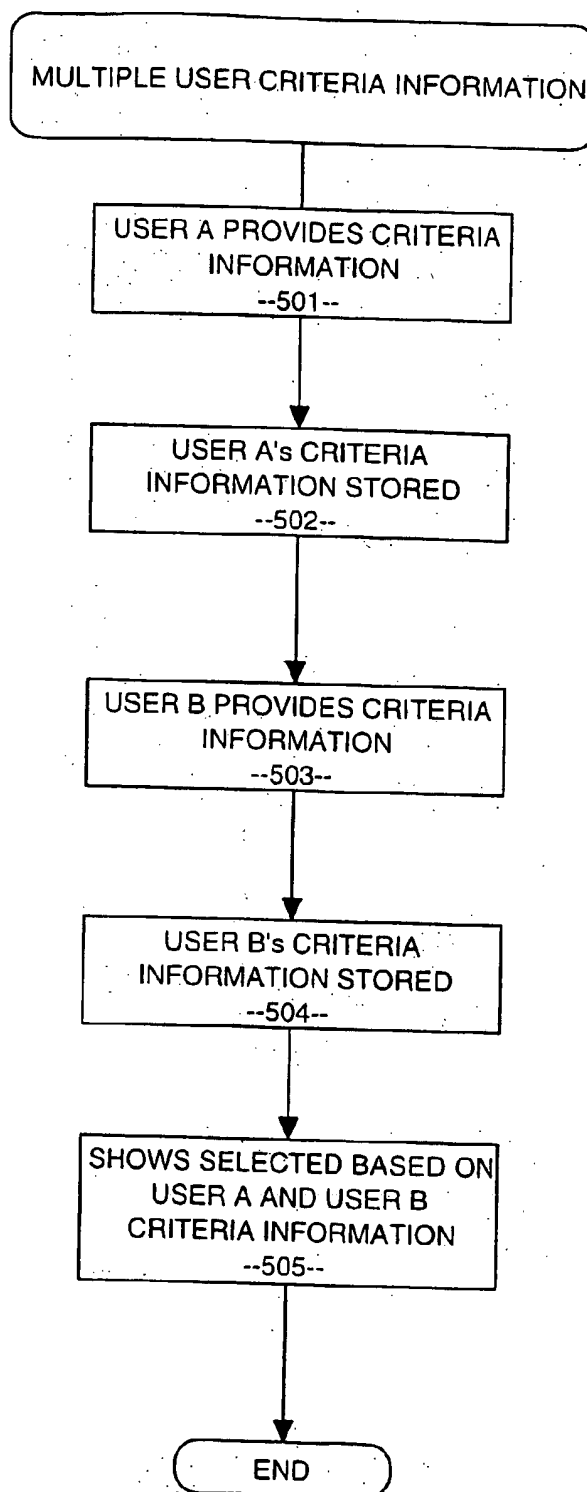 MULTIPLE USER CRITERIA INFORMATION
USER A PROVIDES CRITERIA
INFORMATION
--501--
USER A's CRITERIA
INFORMATION STORED
--502--
USER B PROVIDES CRITERIA
INFORMATION
--503--
USER B's CRITERIA
INFORMATION STORED
--504--
SHOWS SELECTED BASED ON
USER A AND USER B
CRITERIA INFORMATION
--505--
END